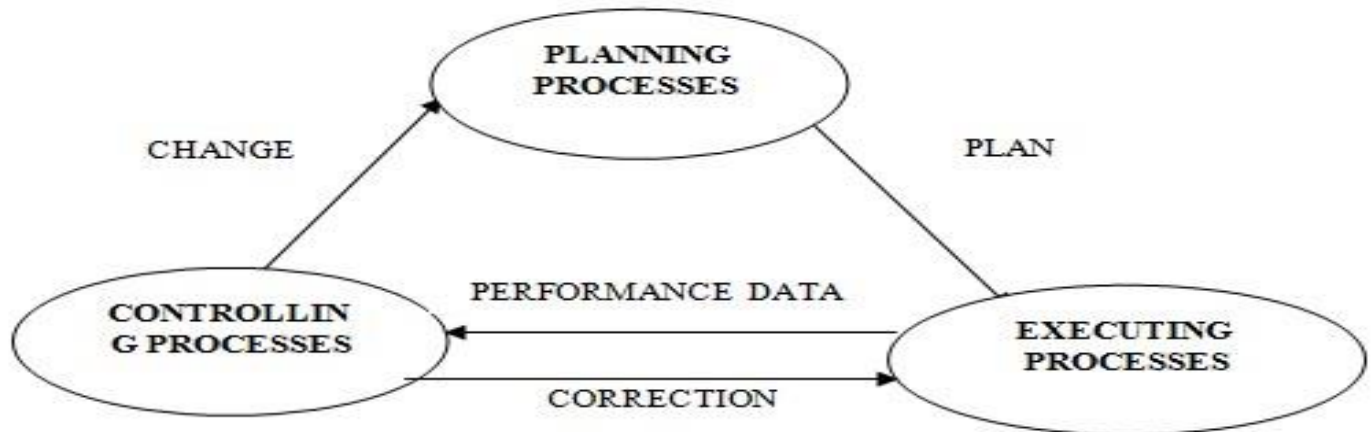 PLANNING
PROCESSES
CHANGE
PLAN
PERFORMANCE DATA
CONTROLLIN
G PROCESSES
EXECUTING
PROCESSES
CORRECTION